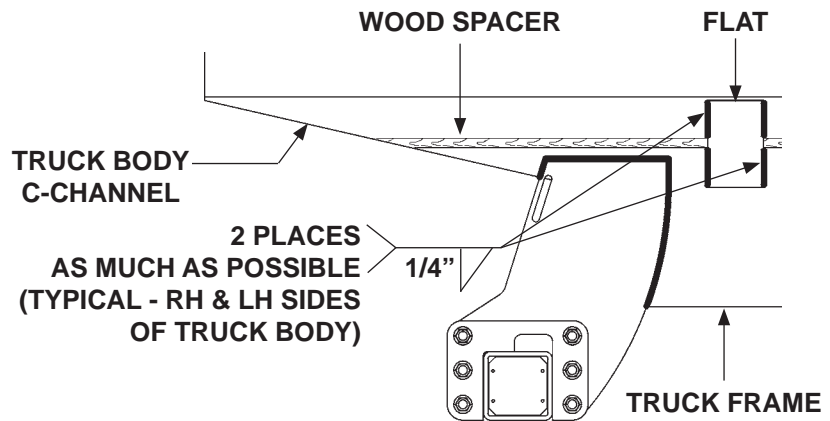 WOOD SPACER
FLAT
TRUCK BODY
C-CHANNEL
2 PLACES
AS MUCH AS POSSIBLE
(TYPICAL - RH & LH SIDES
OF TRUCK BODY)
1/4”
TRUCK FRAME